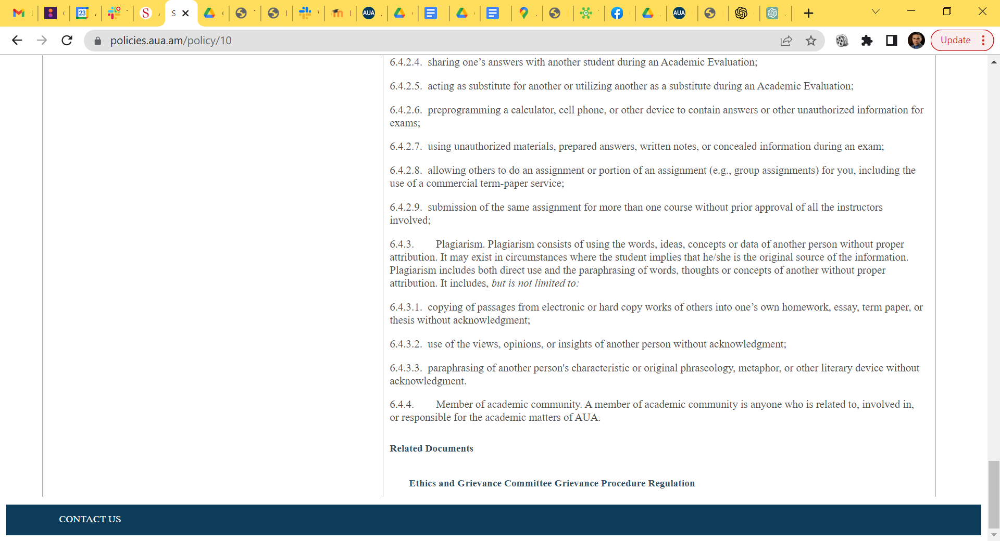 23
S
S
AUA
AUA
policies.aua.am/policy/10
Update
6.4.2.4. sharing one’s answers with another student during an Academic Evaluation;
6.4.2.5. acting as substitute for another or utilizing another as a substitute during an Academic Evaluation;
6.4.2.6. preprogramming a calculator, cell phone, or other device to contain answers or other unauthorized information for
exams;
6.4.2.7. using unauthorized materials, prepared answers, written notes, or concealed information during an exam;
6.4.2.8. allowing others to do an assignment or portion of an assignment (e.g., group assignments) for you, including the
use of a commercial term-paper service;
6.4.2.9. submission of the same assignment for more than one course without prior approval of all the instructors
involved;
6.4.3. Plagiarism. Plagiarism consists of using the words, ideas, concepts or data of another person without proper
attribution. It may exist in circumstances where the student implies that he/she is the original source of the information.
Plagiarism includes both direct use and the paraphrasing of words, thoughts or concepts of another without proper
attribution. It includes, but is not limited to:
6.4.3.1. copying of passages from electronic or hard copy works of others into one’s own homework, essay, term paper, or
thesis without acknowledgment;
6.4.3.2. use of the views, opinions, or insights of another person without acknowledgment;
6.4.3.3. paraphrasing of another person's characteristic or original phraseology, metaphor, or other literary device without
acknowledgment.
6.4.4. Member of academic community. A member of academic community is anyone who is related to, involved in,
or responsible for the academic matters of AUA.
Related Documents
Ethics and Grievance Committee Grievance Procedure Regulation
CONTACT US